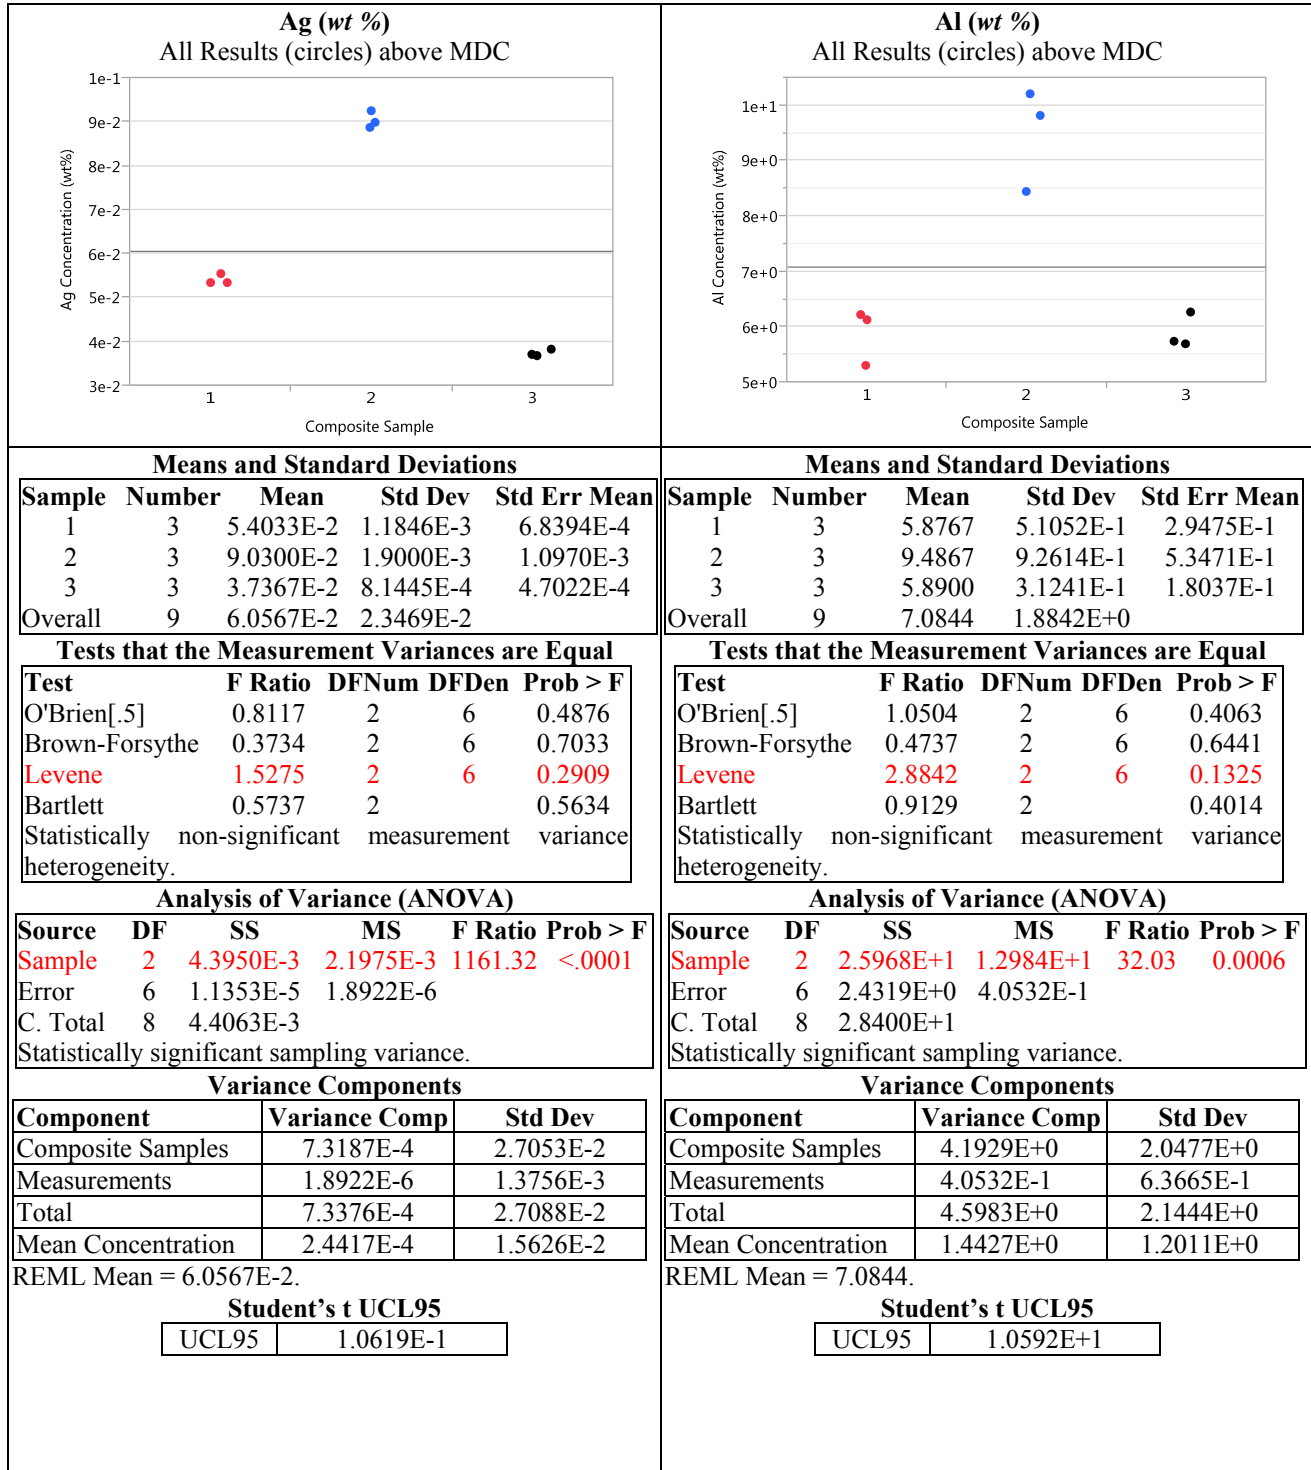 Ag (wt %)
All Results (circles) above MDC
1e-1
9e-2
8e-2
7e-2
6e-2
5e-2
4e-2
3e-2
Ag Concentration (wt%)
1 2 3
Composite Sample
Means and Standard Deviations
Sample Number Mean Std Dev Std Err Mean
1 3 5.4033E-2 1.1846E-3 6.8394E-4
2 3 9.0300E-2 1.9000E-3 1.0970E-3
3 3 3.7367E-2 8.1445E-4 4.7022E-4
Overall 9 6.0567E-2 2.3469E-2
Tests that the Measurement Variances are Equal
Test F Ratio DFNum DFDen Prob > F
O'Brien[.5] 0.8117 2 6 0.4876
Brown-Forsythe 0.3734 2 6 0.7033
Levene 1.5275 2 6 0.2909
Bartlett 0.5737 2 0.5634
Statistically non-significant measurement variance
heterogeneity.
Analysis of Variance (ANOVA)
Source DF SS MS F Ratio Prob > F
Sample 2 4.3950E-3 2.1975E-3 1161.32 <.0001
Error 6 1.1353E-5 1.8922E-6
C. Total 8 4.4063E-3
Statistically significant sampling variance.
Variance Components
Component Variance Comp Std Dev
Composite Samples 7.3187E-4 2.7053E-2
Measurements 1.8922E-6 1.3756E-3
Total 7.3376E-4 2.7088E-2
Mean Concentration 2.4417E-4 1.5626E-2
REML Mean = 6.0567E-2.
Student’s t UCL95
UCL95 1.0619E-1
Al (wt %)
All Results (circles) above MDC
1e+1
9e+0
8e+0
7e+0
6e+0
5e+0
Al Concentration (wt%)
1 2 3
Composite Sample
Means and Standard Deviations
Sample Number Mean Std Dev Std Err Mean
1 3 5.8767 5.1052E-1 2.9475E-1
2 3 9.4867 9.2614E-1 5.3471E-1
3 3 5.8900 3.1241E-1 1.8037E-1
Overall 9 7.0844 1.8842E+0
Tests that the Measurement Variances are Equal
Test F Ratio DFNum DFDen Prob > F
O'Brien[.5] 1.0504 2 6 0.4063
Brown-Forsythe 0.4737 2 6 0.6441
Levene 2.8842 2 6 0.1325
Bartlett 0.9129 2 0.4014
Statistically non-significant measurement variance
heterogeneity.
Analysis of Variance (ANOVA)
Source DF SS MS F Ratio Prob > F
Sample 2 2.5968E+1 1.2984E+1 32.03 0.0006
Error 6 2.4319E+0 4.0532E-1
C. Total 8 2.8400E+1
Statistically significant sampling variance.
Variance Components
Component Variance Comp Std Dev
Composite Samples 4.1929E+0 2.0477E+0
Measurements 4.0532E-1 6.3665E-1
Total 4.5983E+0 2.1444E+0
Mean Concentration 1.4427E+0 1.2011E+0
REML Mean = 7.0844.
Student’s t UCL95
UCL95 1.0592E+1